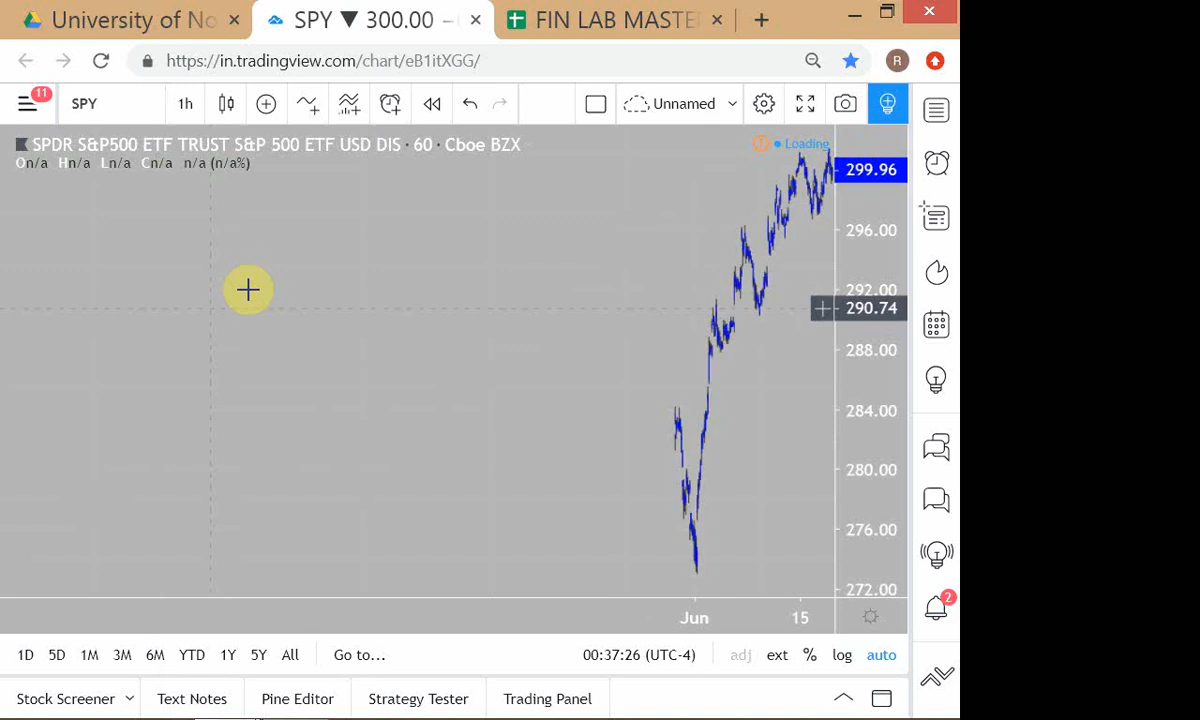 University of No
SPY ▼ 300.00 –
FIN LAB MASTE
https://in.tradingview.com/chart/eB1itXGG/
R
11
SPY
1h
Unnamed
SPDR S&P500 ETF TRUST S&P 500 ETF USD DIS · 60 · Cboe BZX
Loading
On/a Hn/a Ln/a Cn/a n/a (n/a%)
299.96
296.00
292.00
290.74
288.00
284.00
280.00
276.00
272.00
2
Jun 15
1D 5D 1M 3M 6M YTD 1Y 5Y All Go to... 00:37:26 (UTC-4) adj ext % log auto
Stock Screener Text Notes Pine Editor Strategy Tester Trading Panel